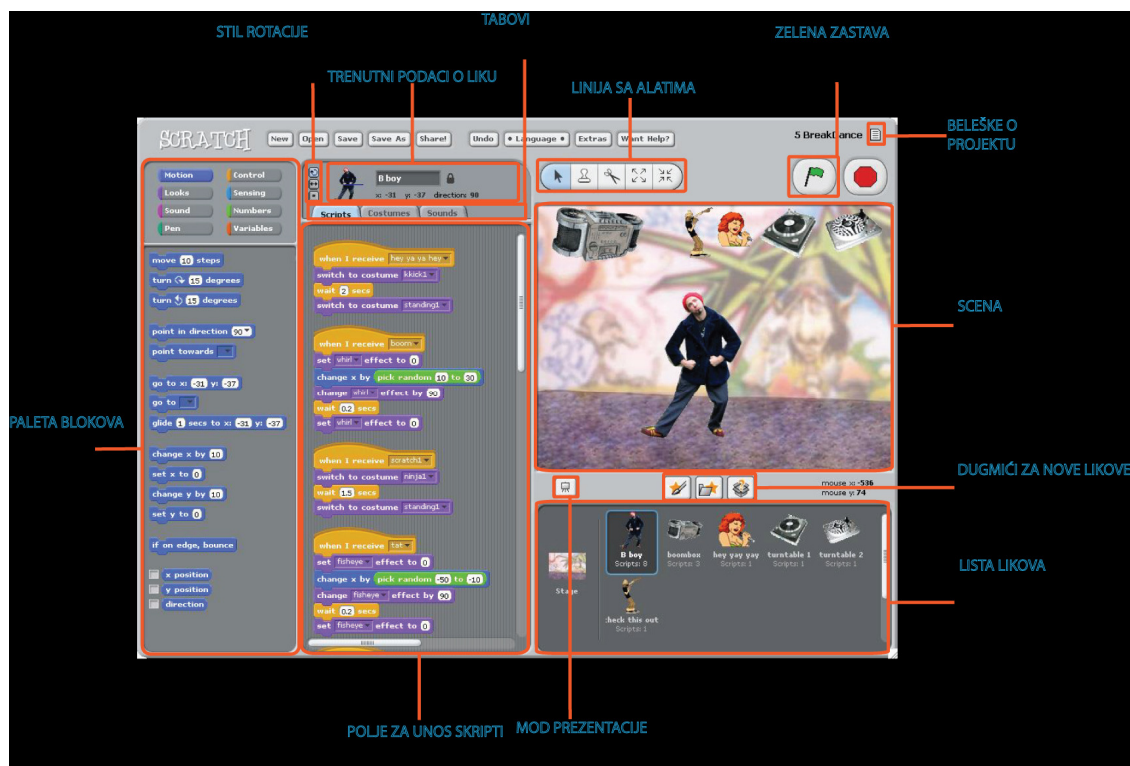 TABOVI
STIL ROTACIJE
ZELENA ZASTAVA
TRENUTNI PODACI O LIKU
LINIJA SA ALATIMA
BELEŠKE O
PROJEKTU
SCRATCH
New Open Save Save As Share! Undo Language Extras Want Help?
5 BreakDance
Motion Control
Looks Sensing
Sound Numbers
Pen Variables
B boy
x: -31 y: -37 direction: 90
Scripts Costumes Sounds
move 10 steps
turn 15 degrees
turn 15 degrees
point in direction 90
point towards
go to x: -31 y: -37
go to
glide 1 secs to x: -31 y: -37
change x by 10
set x to 0
change y by 10
set y to 0
if on edge, bounce
x position
y position
direction
when I receive hey ya ya hey
switch to costume kkick1
wait 2 secs
switch to costume standing1
when I receive boom
set whirl effect to 0
change x by pick random 10 to 30
change whirl effect by 90
wait 0.2 secs
set whirl effect to 0
when I receive scratch1
switch to costume ninja1
wait 1.5 secs
switch to costume standing1
when I receive tat
set fisheye effect to 0
change x by pick random -50 to -10
change fisheye effect by 90
wait 0.2 secs
set fisheye effect to 0
SCENA
PALETA BLOKOVA
DUGMIĆI ZA NOVE LIKOVE
mouse x: -536
mouse y: 74
B boy boombox hey yay yay turntable 1 turntable 2
Scripts: 8 Scripts: 3 Scripts: 1 Scripts: 1 Scripts: 1
Stage
:heck this out
Scripts: 1
LISTA LIKOVA
POLJE ZA UNOS SKRIPTI
MOD PREZENTACIJE